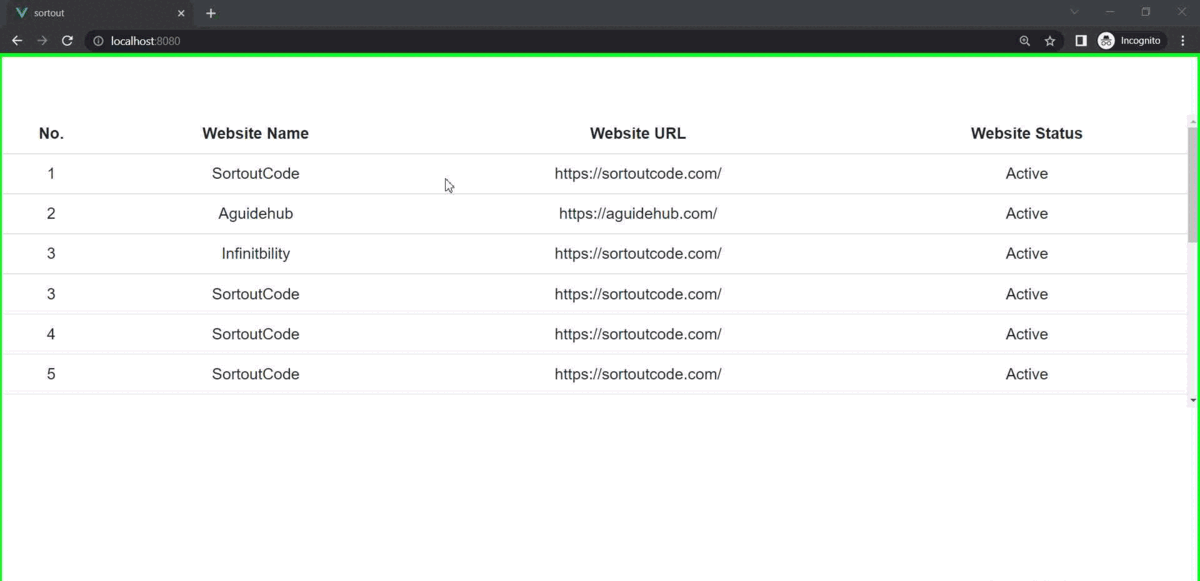 sortout
localhost:8080
Incognito
No. Website Name Website URL Website Status
1 SortoutCode https://sortoutcode.com/ Active
2 Aguidehub https://aguidehub.com/ Active
3 Infinitbility https://sortoutcode.com/ Active
3 SortoutCode https://sortoutcode.com/ Active
4 SortoutCode https://sortoutcode.com/ Active
5 SortoutCode https://sortoutcode.com/ Active